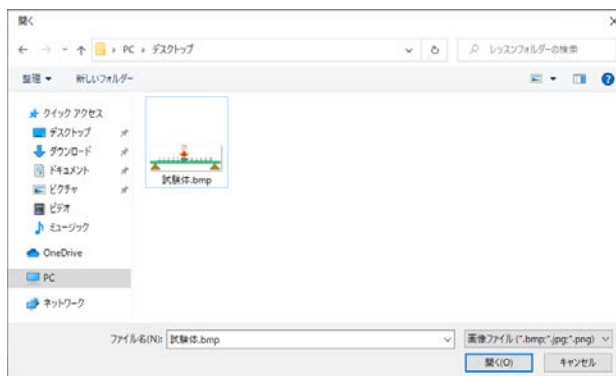 開く
PC › デスクトップ
レッスンフォルダーの検索
整理
新しいフォルダー
クイック アクセス
デスクトップ
ダウンロード
ドキュメント
ピクチャ
ビデオ
ミュージック
OneDrive
PC
ネットワーク
試験体.bmp
ファイル名(N):
試験体.bmp
画像ファイル (*.bmp;*.jpg;*.png)
開く(O)
キャンセル